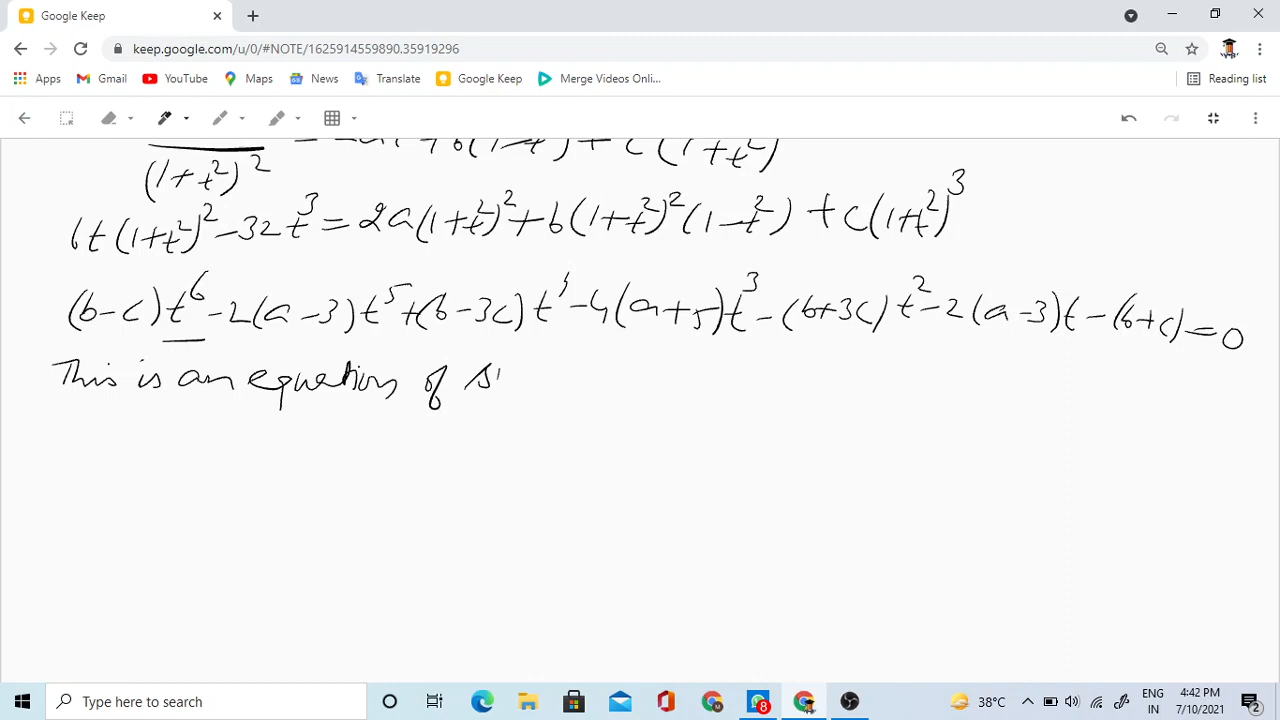 Google Keep
keep.google.com/u/0/#NOTE/1625914559890.35919296
Apps Gmail YouTube Maps News Translate Google Keep Merge Videos Onli... Reading list
(1+t²)²
6t(1+t²)²-32t³=2a(1+t²)²+b(1+t²)²(1-t²)+c(1+t²)³
(b-c)t⁶-2(a-3)t⁵+(b-3c)t -4(a+5)t³-(b+3c)t²-2(a-3)t-(b+c)=0
This is an equation of
Type here to search
8
38°C
ENG
IN
4:42 PM
7/10/2021
2